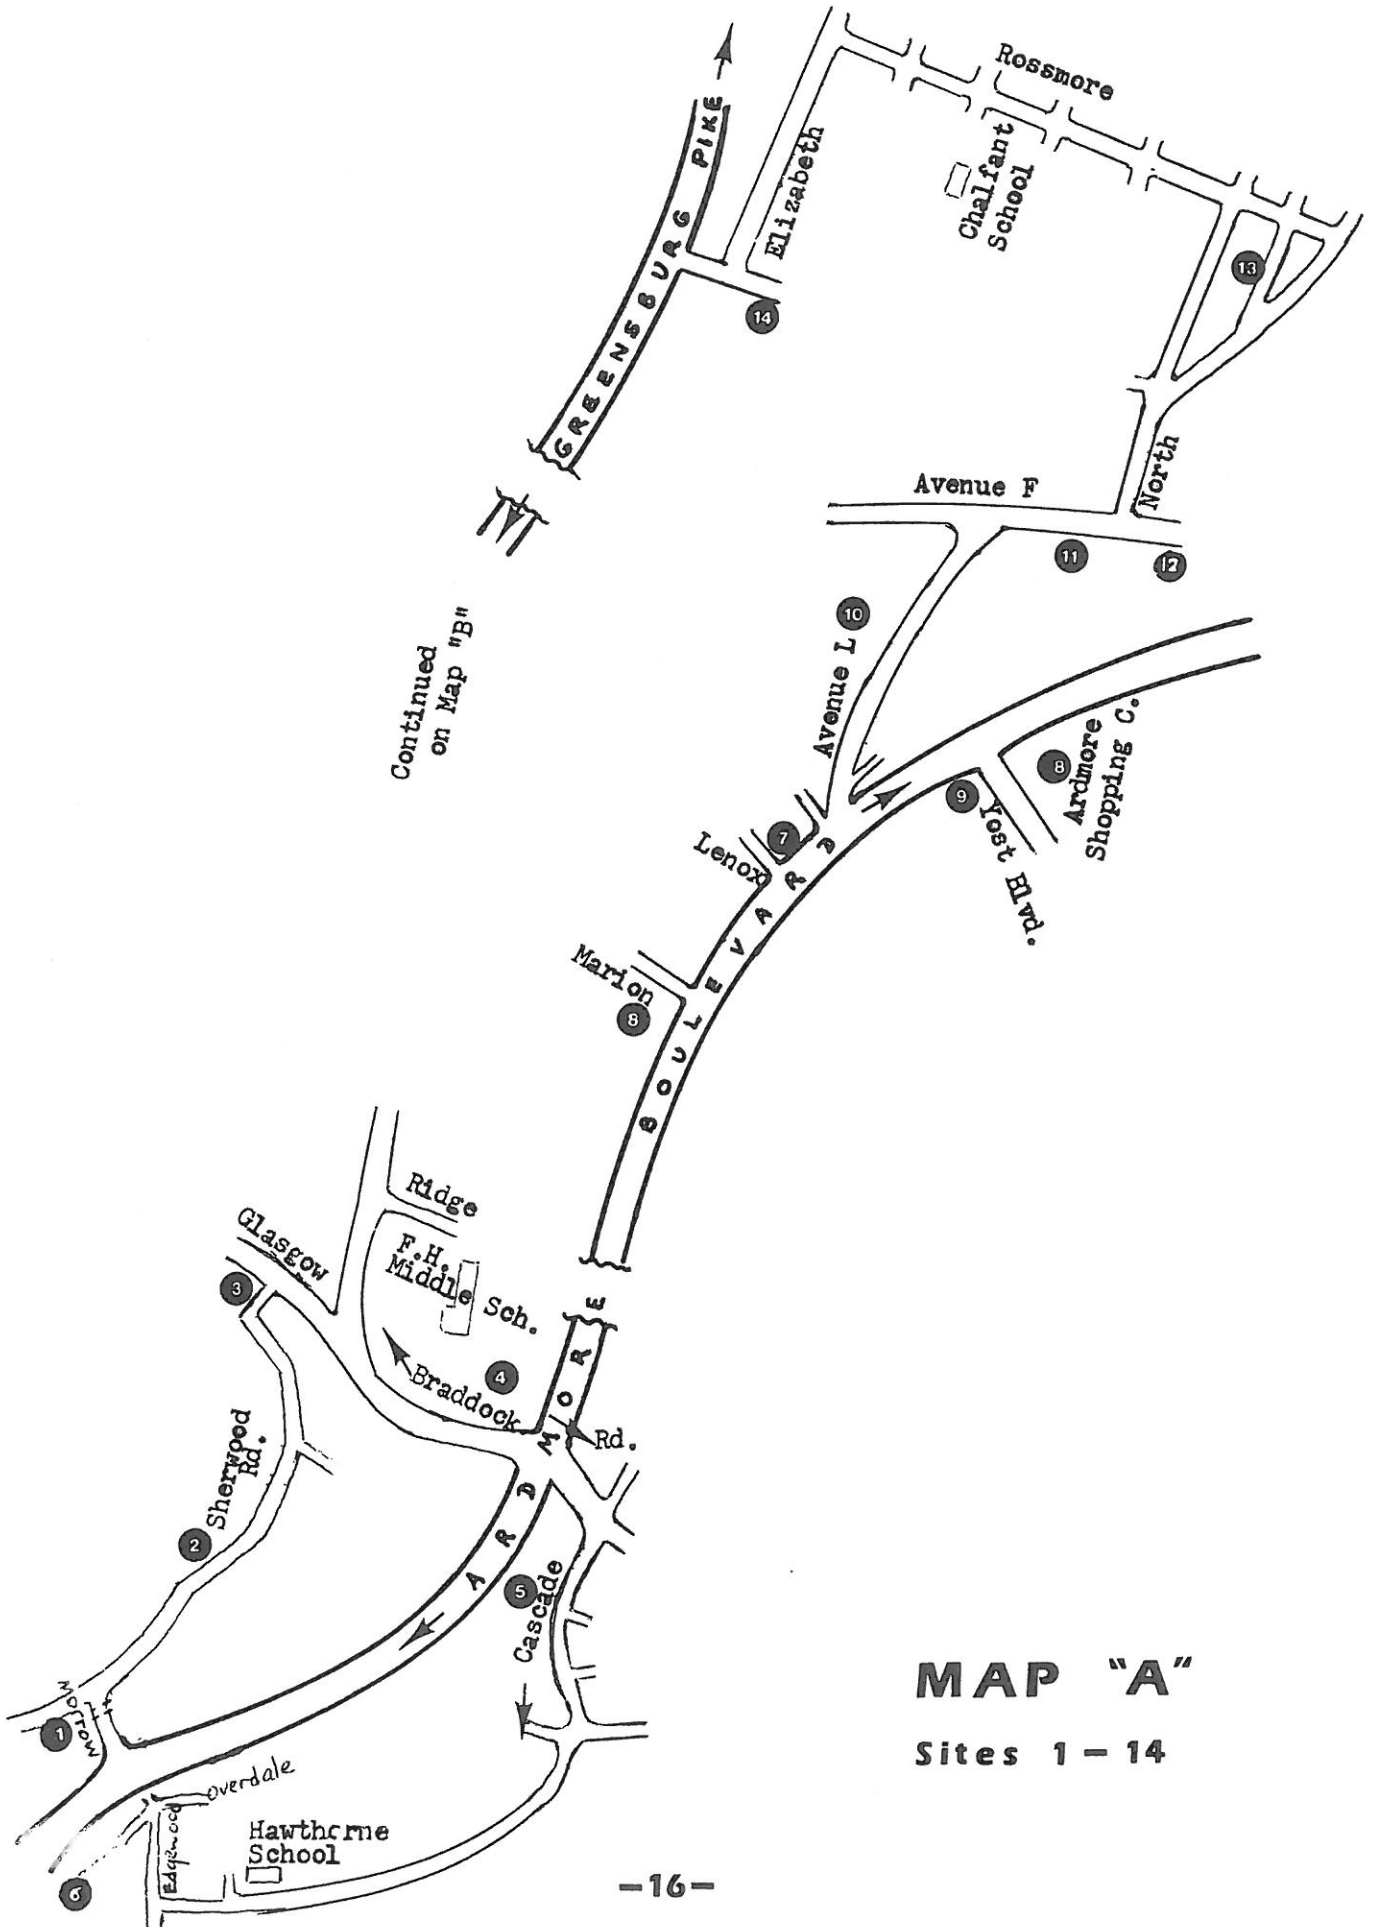 Rossmore
GREENSBURG PIKE
Elizabeth
Chalfant
School
13
14
North
Avenue F
11
12
10
Continued
on Map "B"
Avenue L
Ardmore
Shopping C.
8
9
7
Lenox
Yost Blvd.
Marion
8
ARDMORE BOULEVARD
Ridge
Glasgow
F.H.
Middle Sch.
3
4
Braddock
Rd.
Sherwood
Rd.
2
5
Cascade
MAP "A"
Sites 1 – 14
Morrow
1
Overdale
Edgewood
Hawthorne
School
6
–16–